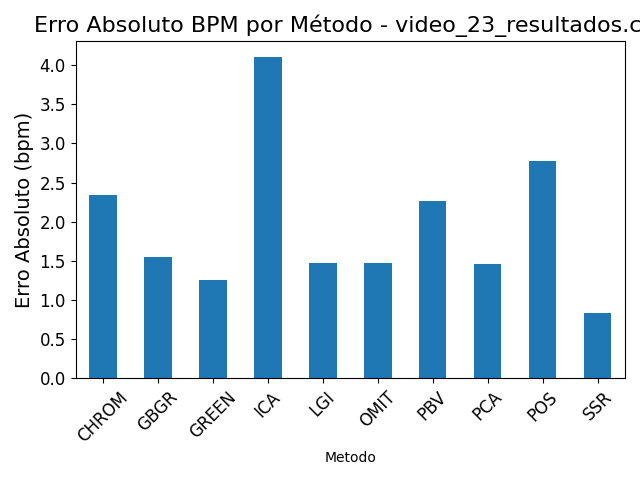 Erro Absoluto BPM por Método - video_23_resultados.c
4.0
3.5
3.0
2.5
2.0
1.5
1.0
0.5
0.0
Erro Absoluto (bpm)
CHROM
GBGR
GREEN
ICA
LGI
OMIT
PBV
PCA
POS
SSR
Metodo